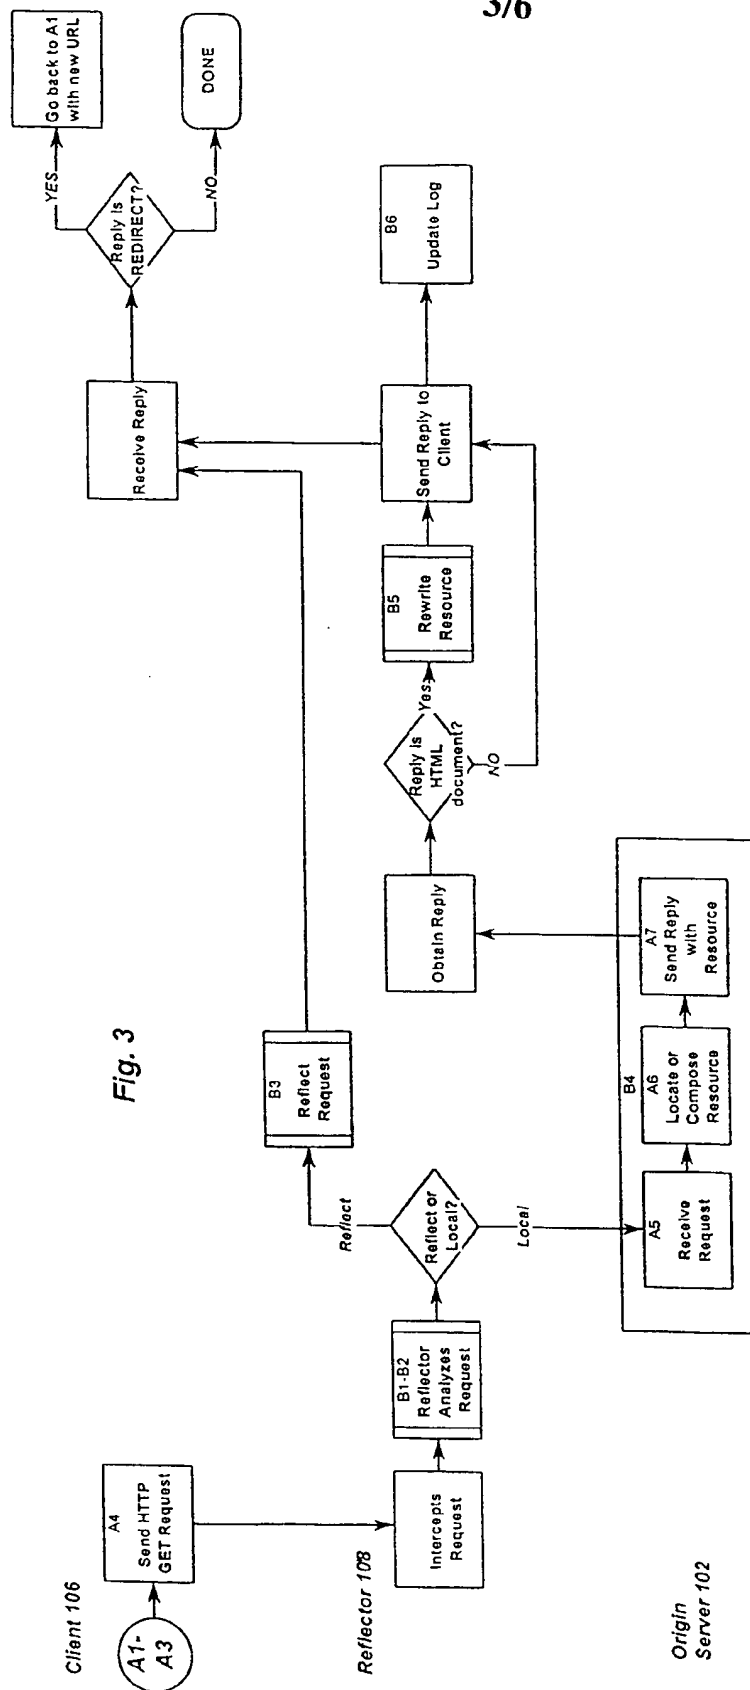 3/6
Fig. 3
Client 106
A1-
A3
A4
Send HTTP
GET Request
Receive Reply
Reply Is
REDIRECT?
YES
Go back to A1
with new URL
NO
DONE
Reflector 108
Intercepts
Request
B1-B2
Reflector
Analyzes
Request
Reflect or
Local?
Reflect
Local
B3
Reflect
Request
Obtain Reply
Reply Is
HTML
document?
Yes
NO
B5
Rewrite
Resource
Send Reply to
Client
B6
Update Log
Origin
Server 102
B4
A5
Receive
Request
A6
Locate or
Compose
Resource
A7
Send Reply
with
Resource